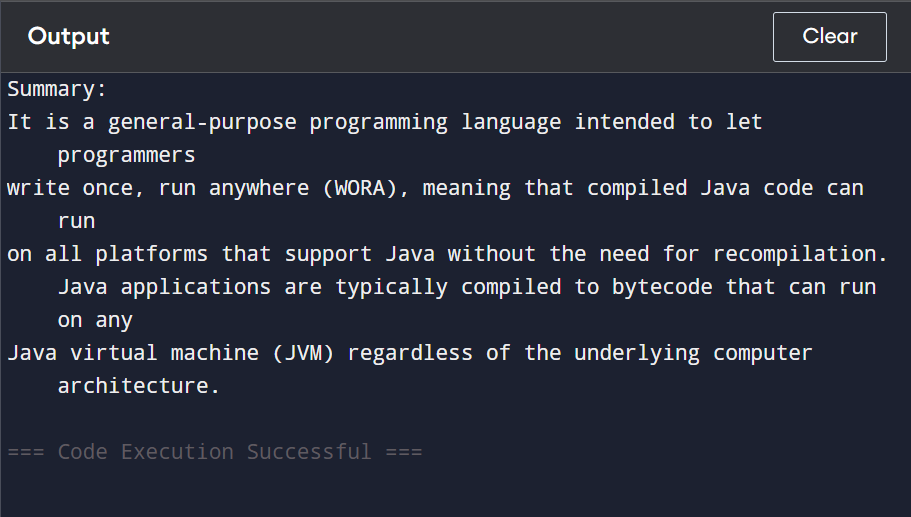 Output
Clear
Summary:
It is a general-purpose programming language intended to let
programmers
write once, run anywhere (WORA), meaning that compiled Java code can
run
on all platforms that support Java without the need for recompilation.
Java applications are typically compiled to bytecode that can run
on any
Java virtual machine (JVM) regardless of the underlying computer
architecture.
=== Code Execution Successful ===